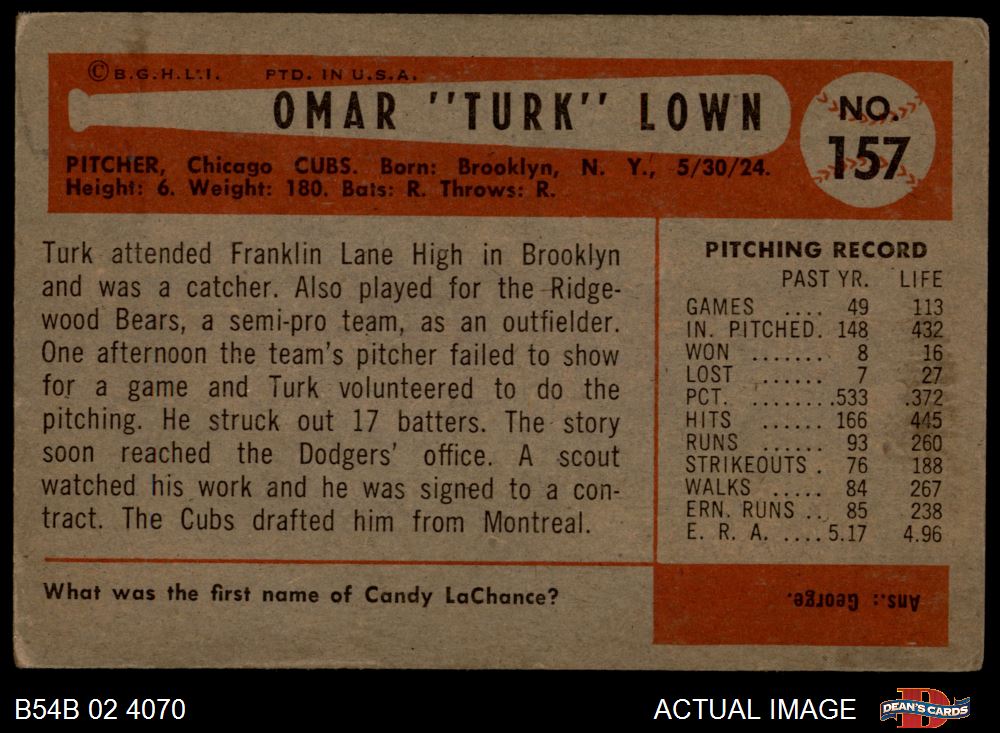 © B.G.H.L.I. PTD. IN U.S.A.
OMAR "TURK" LOWN
NO.
157
PITCHER, Chicago CUBS. Born: Brooklyn, N. Y., 5/30/24.
Height: 6. Weight: 180. Bats: R. Throws: R.
Turk attended Franklin Lane High in Brooklyn
and was a catcher. Also played for the Ridge-
wood Bears, a semi-pro team, as an outfielder.
One afternoon the team's pitcher failed to show
for a game and Turk volunteered to do the
pitching. He struck out 17 batters. The story
soon reached the Dodgers' office. A scout
watched his work and he was signed to a con-
tract. The Cubs drafted him from Montreal.
PITCHING RECORD
PAST YR. LIFE
GAMES .... 49 113
IN. PITCHED. 148 432
WON ....... 8 16
LOST ...... 7 27
PCT. ........ .533 .372
HITS ...... 166 445
RUNS ...... 93 260
STRIKEOUTS . 76 188
WALKS ..... 84 267
ERN. RUNS .. 85 238
E. R. A. .... 5.17 4.96
What was the first name of Candy LaChance?
Ans.: George.
B54B 02 4070
ACTUAL IMAGE
D
DEAN'S CARDS